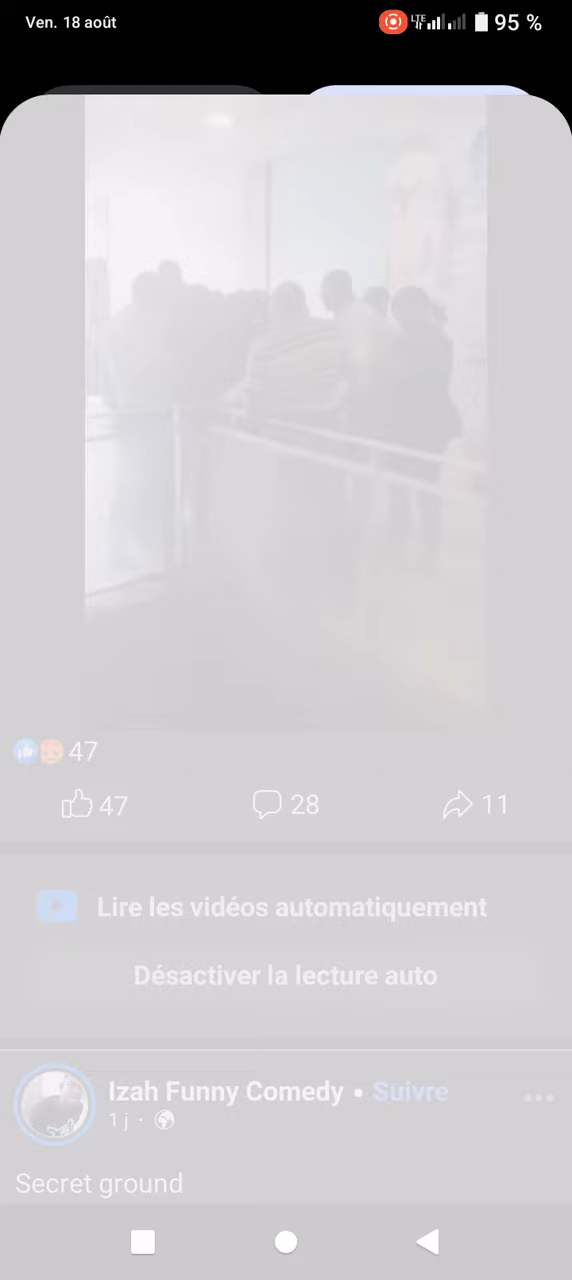 Ven. 18 août
LTE
95 %
47
47
28
11
Lire les vidéos automatiquement
Désactiver la lecture auto
Izah Funny Comedy • Suivre
1 j ·
Secret ground